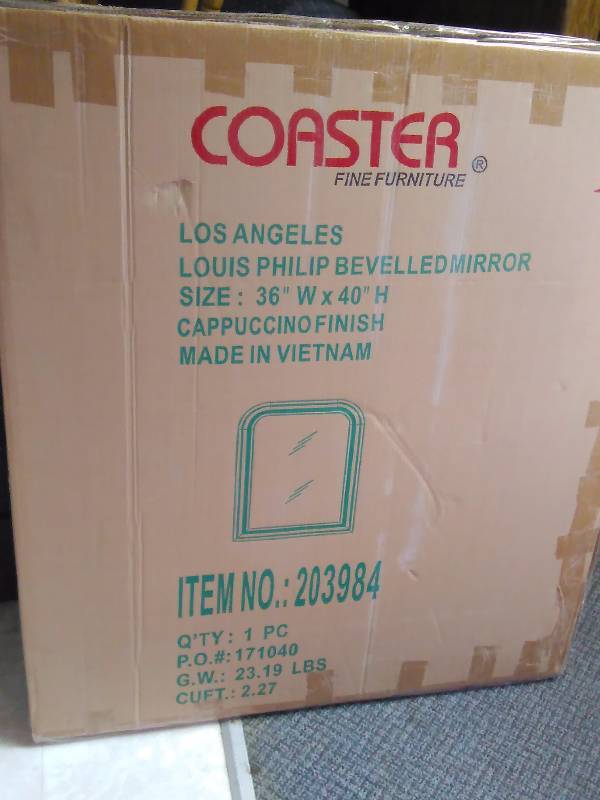 COASTER ®
FINE FURNITURE
LOS ANGELES
LOUIS PHILIP BEVELLED MIRROR
SIZE : 36" W x 40" H
CAPPUCCINO FINISH
MADE IN VIETNAM
ITEM NO.: 203984
Q'TY : 1 PC
P.O.#: 171040
G.W.: 23.19 LBS
CUFT.: 2.27